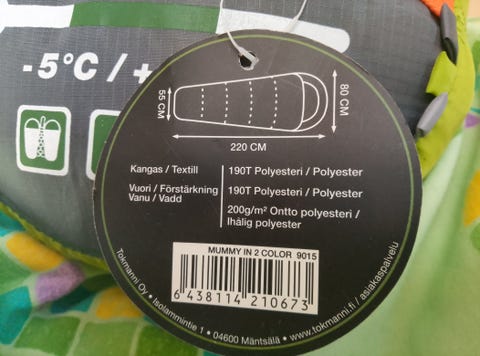 -5°C / +
55 CM
80 CM
220 CM
Kangas / Textill
190T Polyesteri / Polyester
Vuori / Förstärkning
190T Polyesteri / Polyester
Vanu / Vadd
200g/m² Ontto polyesteri /
Ihålig polyester
MUMMY IN 2 COLOR 9015
6 438114 210673
Tokmanni Oy • Isolammintie 1 • 04600 Mäntsälä • www.tokmanni.fi / asiakaspalvelu